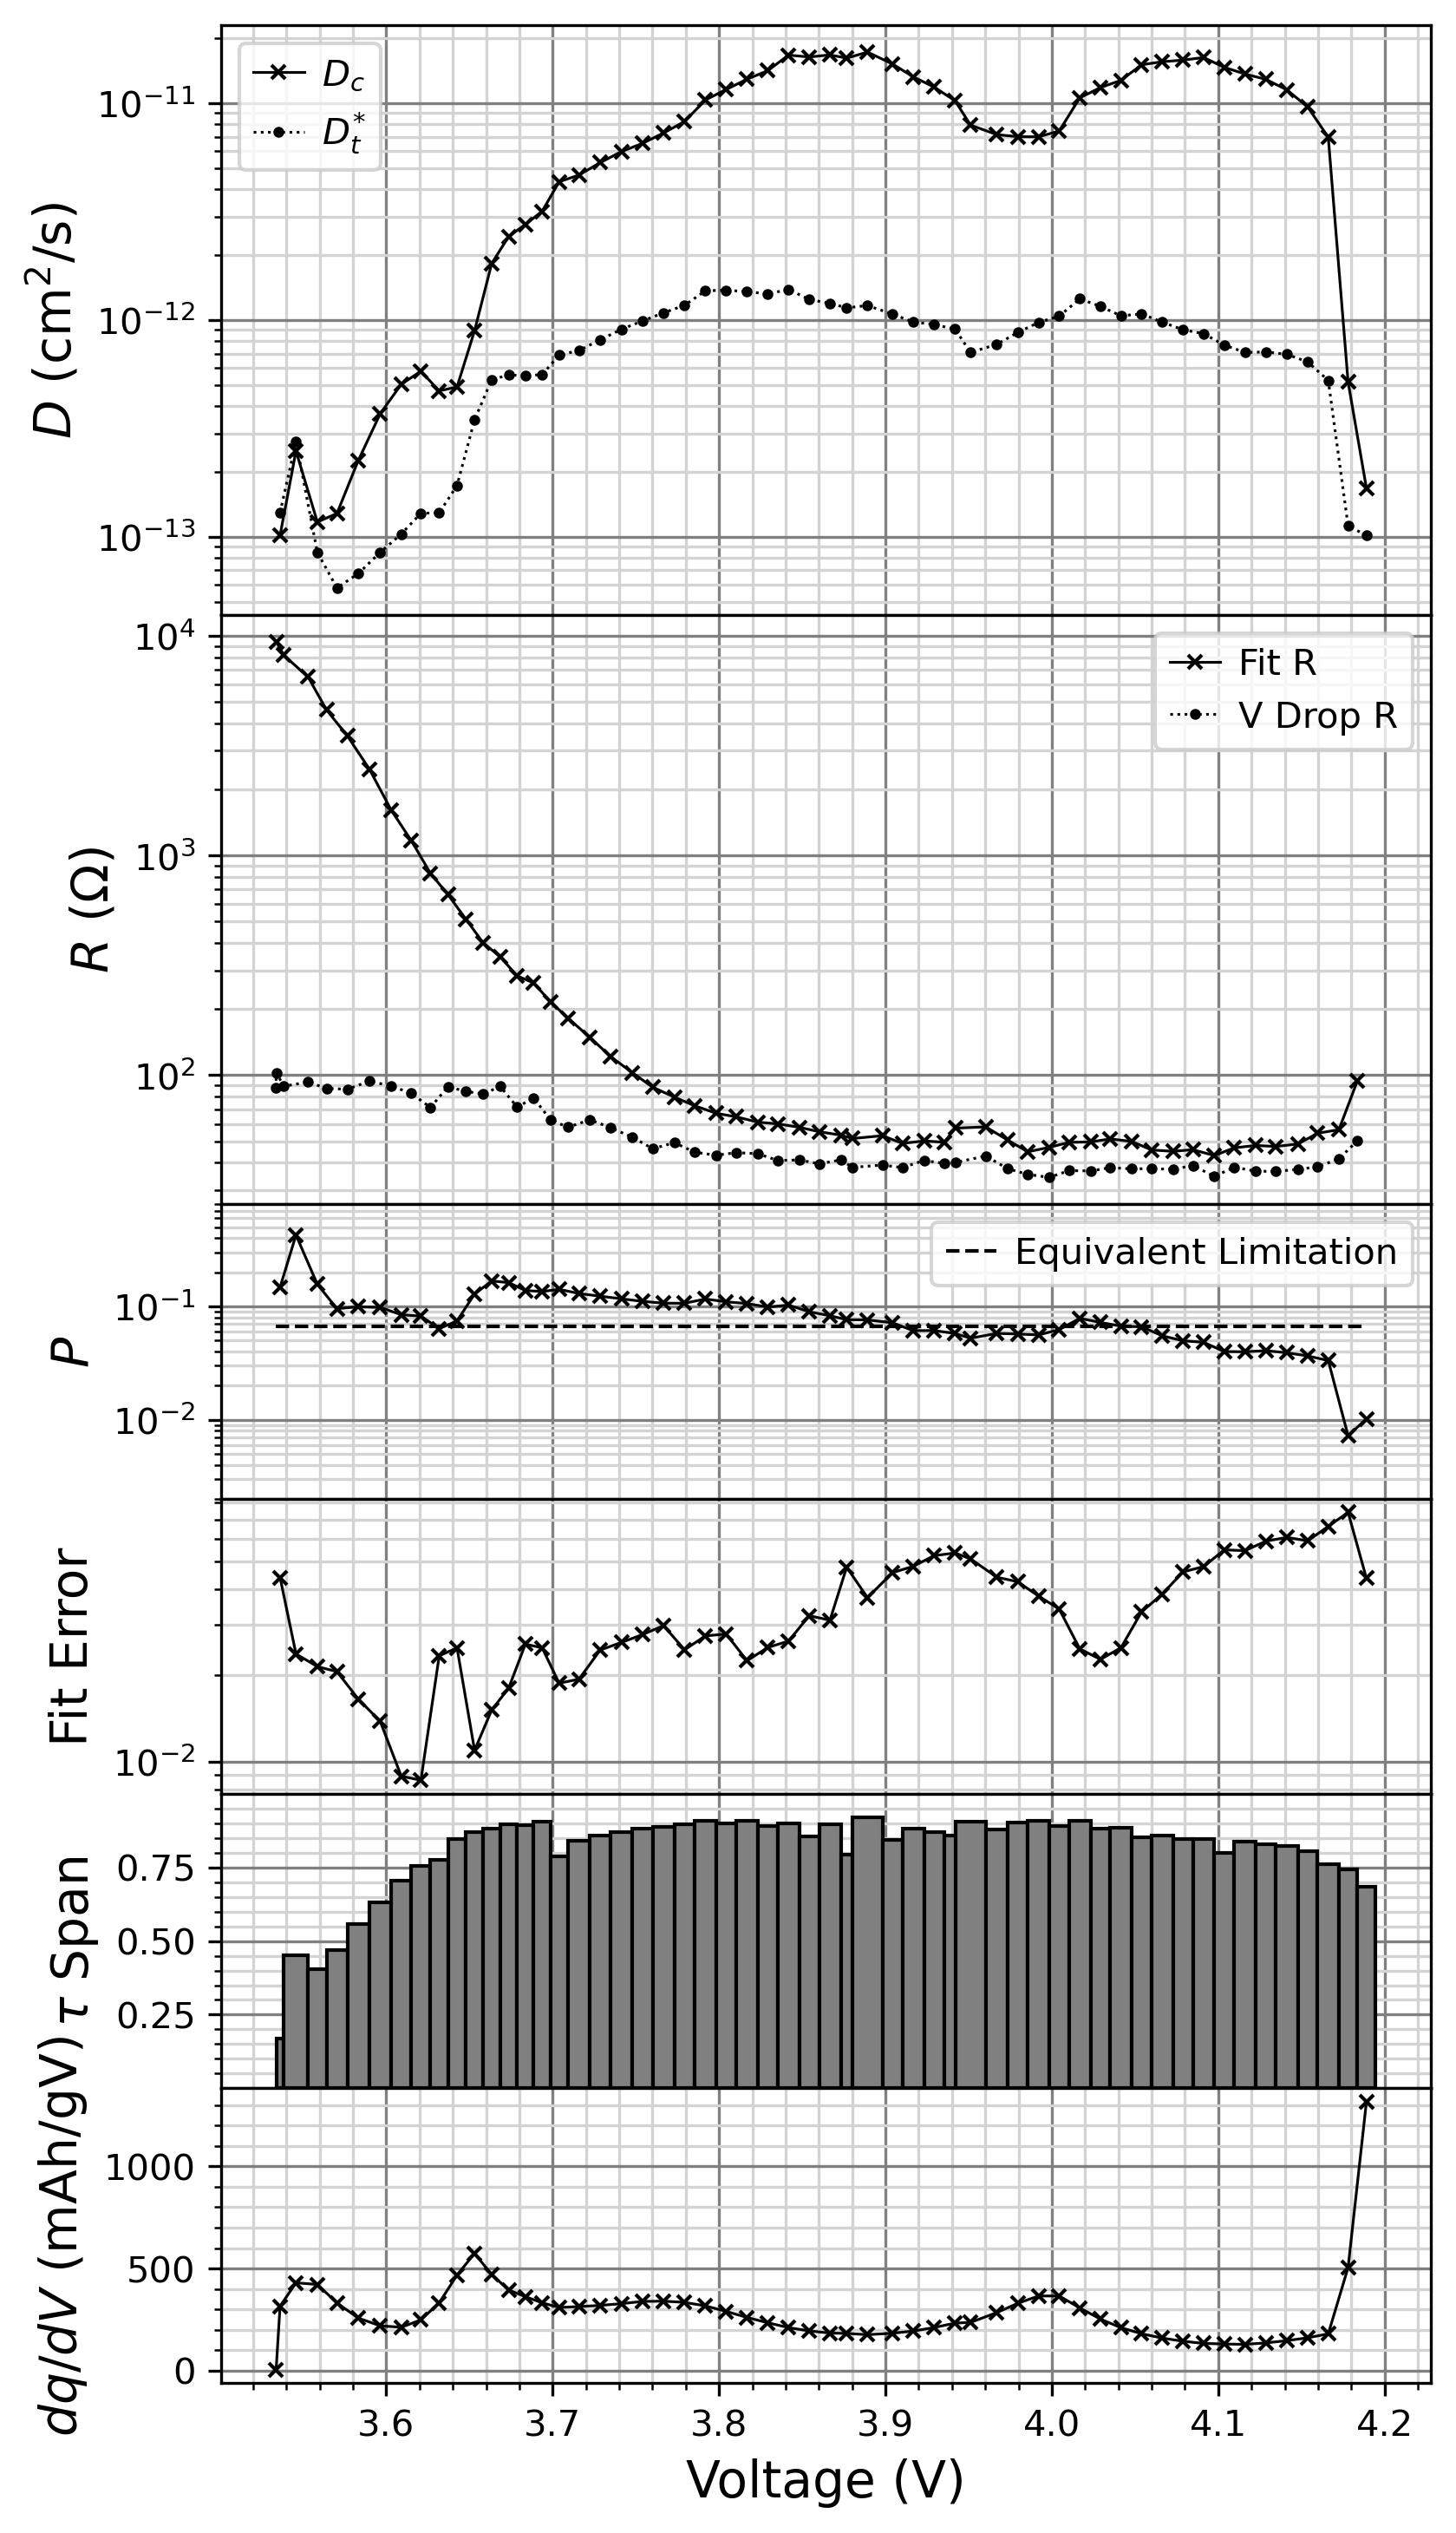 D_c
D_t^*
10^{-11}
10^{-12}
10^{-13}
D (cm^2/s)
Fit R
V Drop R
10^4
10^3
10^2
R (Ω)
Equivalent Limitation
10^{-1}
10^{-2}
P
10^{-2}
Fit Error
0.75
0.50
0.25
τ Span
1000
500
0
dq/dV (mAh/gV)
3.6 3.7 3.8 3.9 4.0 4.1 4.2
Voltage (V)